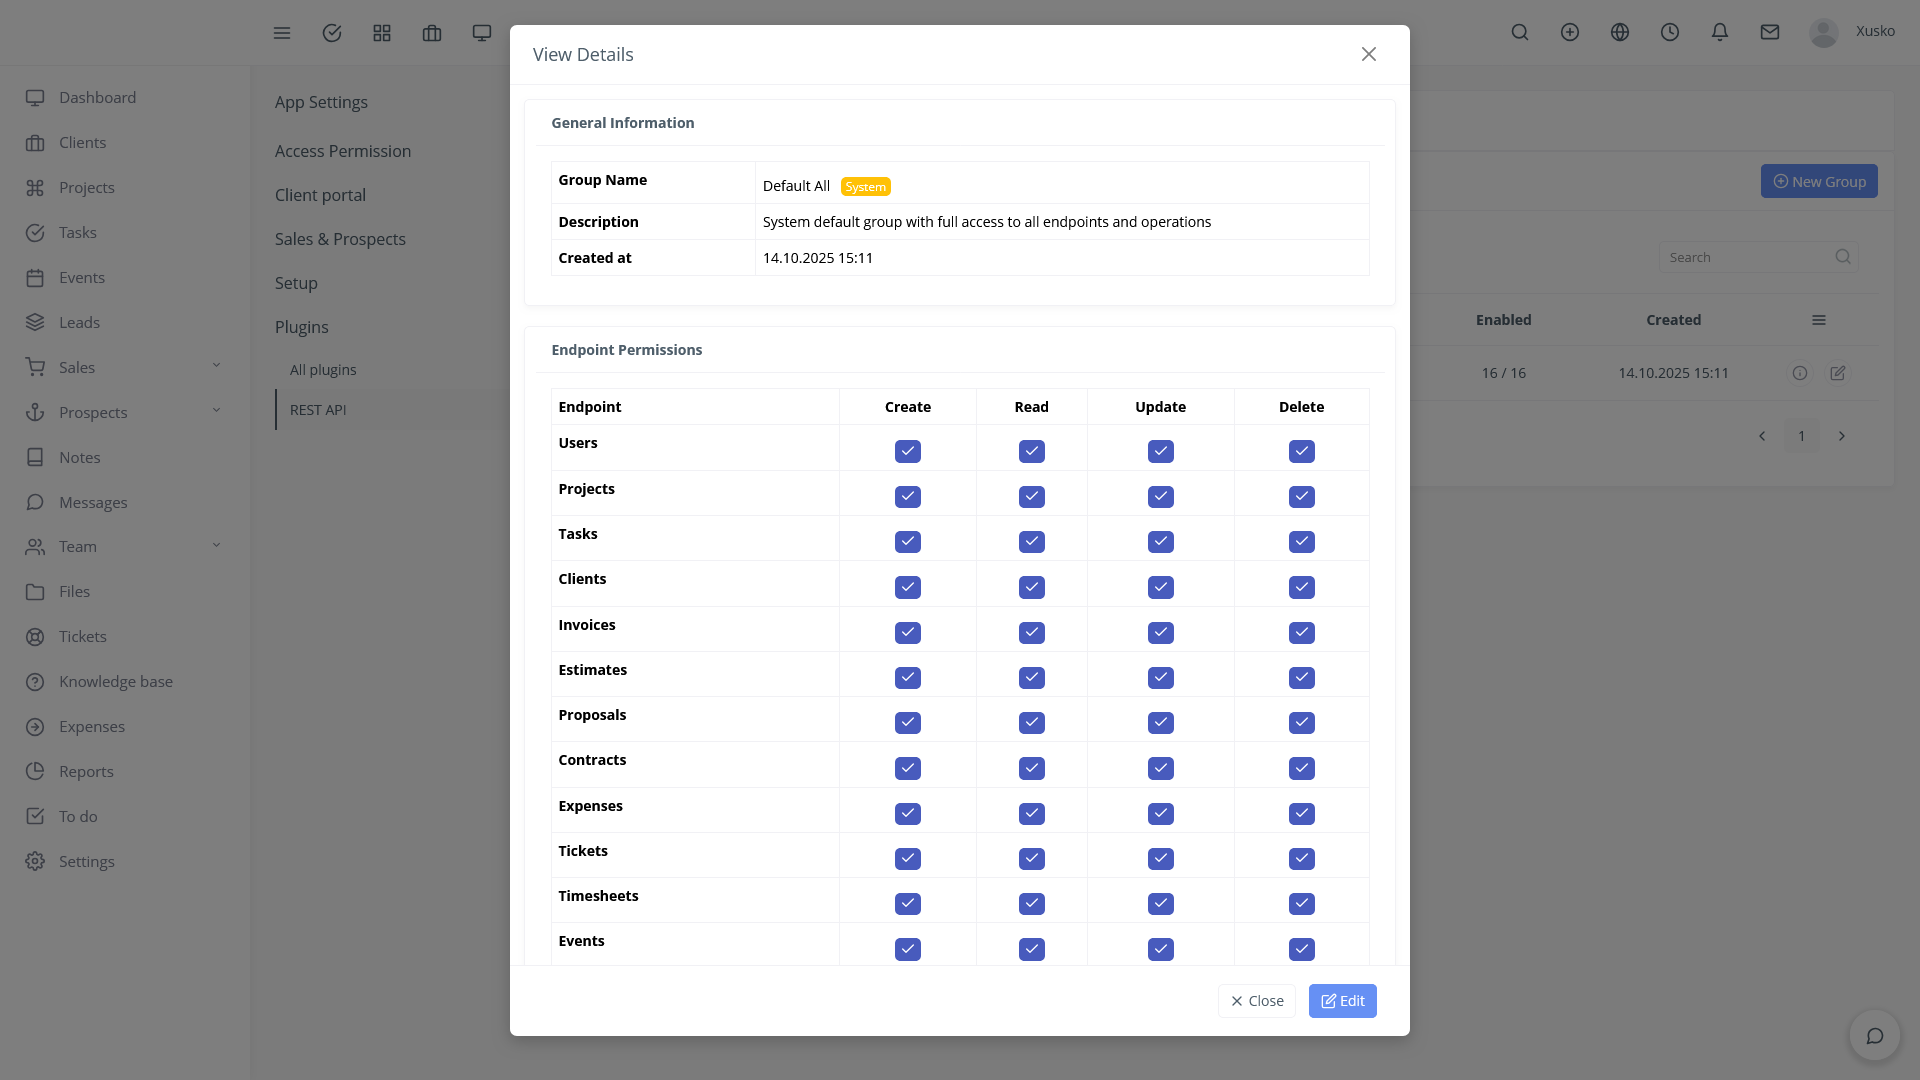 Xusko
Dashboard
Clients
Projects
Tasks
Events
Leads
Sales
Prospects
Notes
Messages
Team
Files
Tickets
Knowledge base
Expenses
Reports
To do
Settings
App Settings
Access Permission
Client portal
Sales & Prospects
Setup
Plugins
All plugins
REST API
View Details
General Information
Group Name Default All System
Description System default group with full access to all endpoints and operations
Created at 14.10.2025 15:11
Endpoint Permissions
Endpoint Create Read Update Delete
Users
Projects
Tasks
Clients
Invoices
Estimates
Proposals
Contracts
Expenses
Tickets
Timesheets
Events
Close Edit
New Group
Search
Enabled Created
16 / 16 14.10.2025 15:11
1